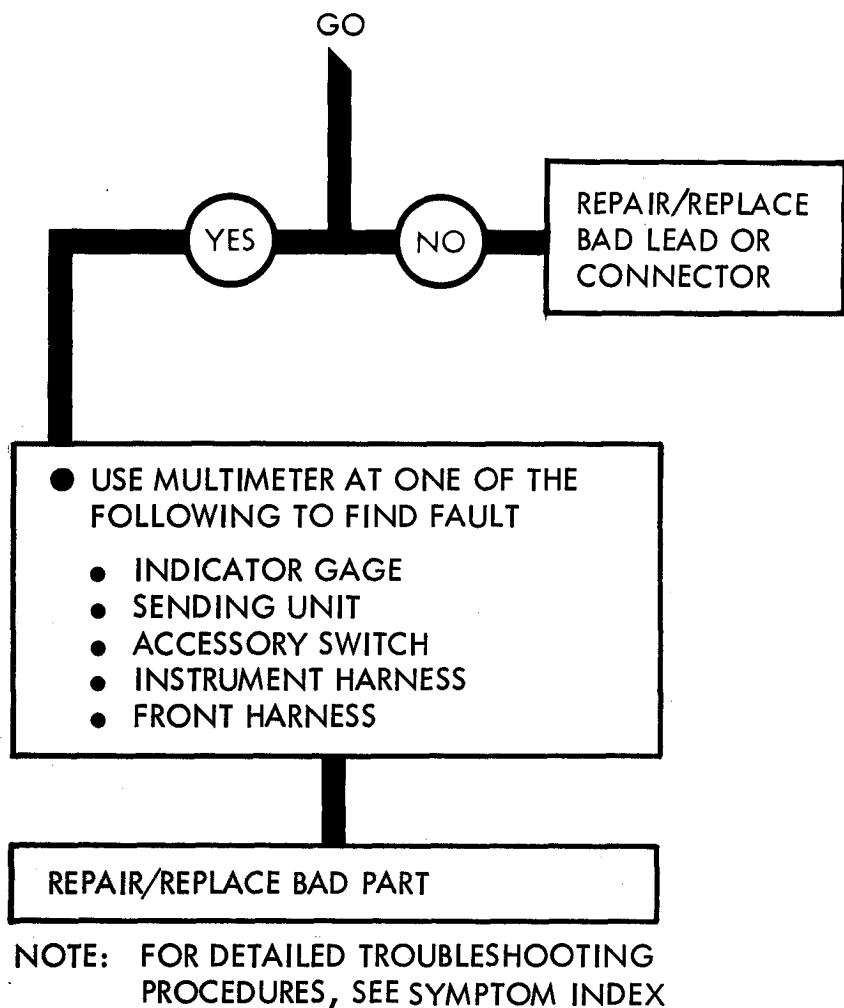 GO
YES
NO
REPAIR/REPLACE
BAD LEAD OR
CONNECTOR
● USE MULTIMETER AT ONE OF THE
FOLLOWING TO FIND FAULT
● INDICATOR GAGE
● SENDING UNIT
● ACCESSORY SWITCH
● INSTRUMENT HARNESS
● FRONT HARNESS
REPAIR/REPLACE BAD PART
NOTE: FOR DETAILED TROUBLESHOOTING
PROCEDURES, SEE SYMPTOM INDEX